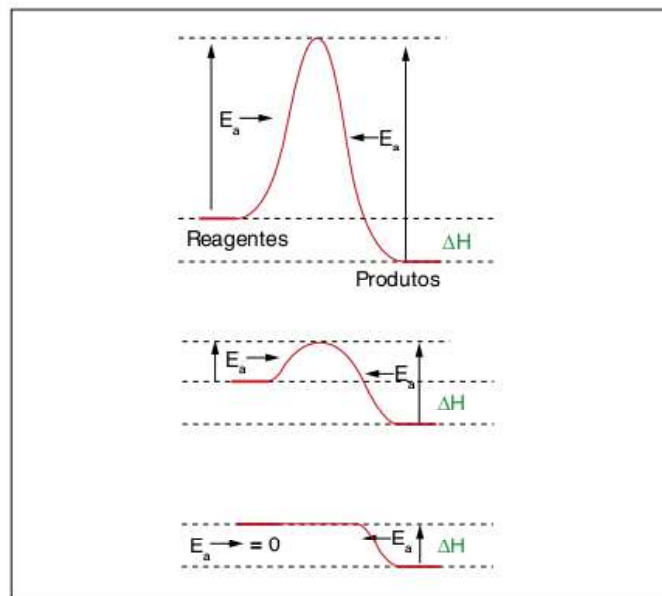 Eₐ →
← Eₐ
Reagentes
ΔH
Produtos
Eₐ →
← Eₐ
ΔH
Eₐ → = 0
← Eₐ
ΔH